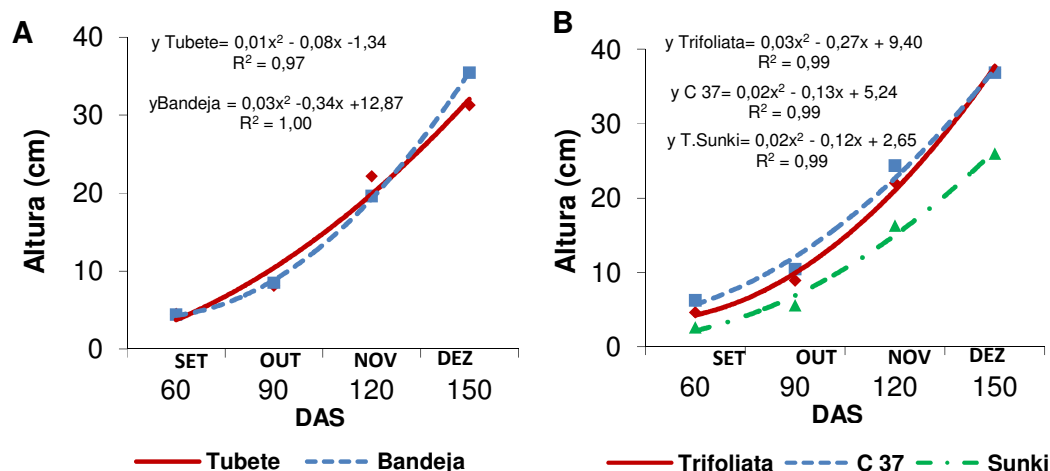 A
y Tubete= 0,01x² - 0,08x -1,34
R² = 0,97
yBandeja = 0,03x² -0,34x +12,87
R² = 1,00
Altura (cm)
40
30
20
10
0
SET OUT NOV DEZ
60 90 120 150
DAS
Tubete Bandeja
B
y Trifoliata= 0,03x² - 0,27x + 9,40
R² = 0,99
y C 37= 0,02x² - 0,13x + 5,24
R² = 0,99
y T.Sunki= 0,02x² - 0,12x + 2,65
R² = 0,99
Altura (cm)
40
30
20
10
0
SET OUT NOV DEZ
60 90 120 150
DAS
Trifoliata C 37 Sunki